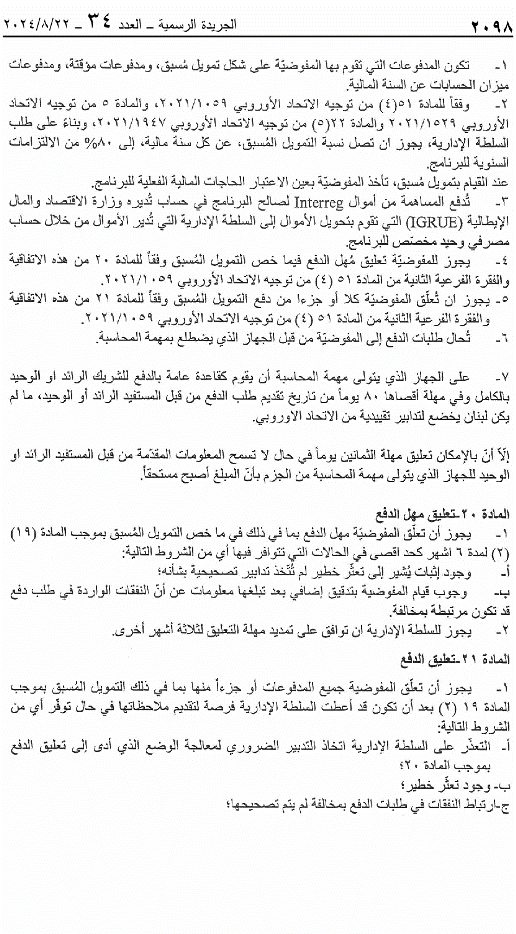 ٢٠٩٨ الجريدة الرسمية ــ العدد ٣٤ ــ ٢٠٢٤/٨/٢٢
١- تكون المدفوعات التي تقوم بها المفوضيّة على شكل تمويل مُسبق، ومدفوعات مؤقتة، ومدفوعات
ميزان الحسابات عن السنة المالية.
٢- وفقاً للمادة ٥١(٤) من توجيه الاتحاد الأوروبي ٢٠٢١/١٠٥٩، والمادة ٥ من توجيه الاتحاد
الأوروبي ٢٠٢١/١٥٢٩ والمادة ٢٢(٥) من توجيه الاتحاد الأوروبي ٢٠٢١/١٩٤٧، وبناءً على طلب
السلطة الإدارية، يجوز ان تصل نسبة التمويل المُسبق، عن كل سنة مالية، إلى ٨٠% من الالتزامات
السنوية للبرنامج.
عند القيام بتمويل مُسبق، تأخذ المفوضيّة بعين الاعتبار الحاجات المالية الفعلية للبرنامج.
٣- تُدفع المساهمة من أموال Interreg لصالح البرنامج في حساب تُديره وزارة الاقتصاد والمال
الإيطالية (IGRUE) التي تقوم بتحويل الأموال إلى السلطة الإدارية التي تُدير الأموال من خلال حساب
مصرفي وحيد مخصّص للبرنامج.
٤- يجوز للمفوضيّة تعليق مُهل الدفع فيما خص التمويل المُسبق وفقاً للمادة ٢٠ من هذه الاتفاقية
والفقرة الفرعية الثانية من المادة ٥١ (٤) من توجيه الاتحاد الأوروبي ٢٠٢١/١٠٥٩.
٥- يجوز ان تُعلّق المفوضيّة كلا أو جزءا من دفع التمويل المُسبق وفقاً للمادة ٢١ من هذه الاتفاقية
والفقرة الفرعية الثانية من المادة ٥١ (٤) من توجيه الاتحاد الأوروبي ٢٠٢١/١٠٥٩.
٦- تُحال طلبات الدفع إلى المفوضيّة من قبل الجهاز الذي يضطلع بمهمة المحاسبة.
٧- على الجهاز الذي يتولى مهمة المحاسبة أن يقوم كقاعدة عامة بالدفع للشريك الرائد او الوحيد
بالكامل وفي مهلة أقصاها ٨٠ يوماً من تاريخ تقديم طلب الدفع من قبل المستفيد الرائد أو الوحيد، ما لم
يكن لبنان يخضع لتدابير تقييدية من الاتحاد الاوروبي.
إلّا أنّ بالإمكان تعليق مهلة الثمانين يوماً في حال لا تسمح المعلومات المقدّمة من قبل المستفيد الرائد او
الوحيد للجهاز الذي يتولى مهمة المحاسبة من الجزم بأنّ المبلغ أصبح مستحقاً.
المادة ٢٠-تعليق مهل الدفع
١- يجوز أن تعلّق المفوضيّة مهل الدفع بما في ذلك في ما خص التمويل المُسبق بموجب المادة (١٩)
(٢) لمدة ٦ اشهر كحد اقصى في الحالات التي تتوافر فيها أي من الشروط التالية:
أ- وجود إثبات يُشير إلى تعثّر خطير لم تُتّخذ تدابير تصحيحية بشأنه؛
ب- وجوب قيام المفوضية بتدقيق إضافي بعد تبلغها معلومات عن أنّ النفقات الواردة في طلب دفع
قد تكون مرتبطة بمخالفة.
٢- يجوز للسلطة الإدارية ان توافق على تمديد مهلة التعليق لثلاثة أشهر أخرى.
المادة ٢١-تعليق الدفع
١- يجوز أن تعلّق المفوضية جميع المدفوعات أو جزءاً منها بما في ذلك التمويل المُسبق بموجب
المادة ١٩ (٢) بعد أن تكون قد أعطت السلطة الإدارية فرصة لتقديم ملاحظاتها في حال توفّر أي من
الشروط التالية:
أ- التعذّر على السلطة الإدارية اتخاذ التدبير الضروري لمعالجة الوضع الذي أدى إلى تعليق الدفع
بموجب المادة ٢٠؛
ب- وجود تعثّر خطير؛
ج-ارتباط النفقات في طلبات الدفع بمخالفة لم يتم تصحيحها؛